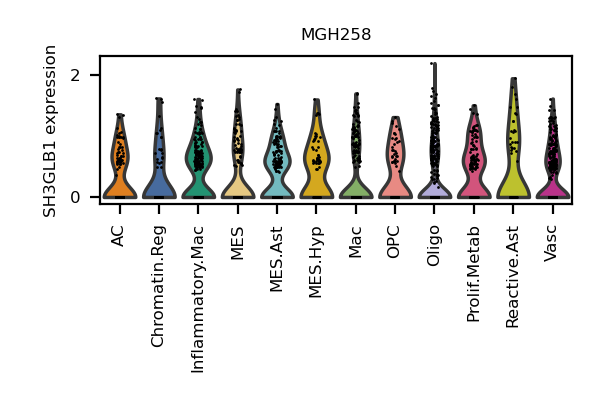 MGH258
SH3GLB1 expression
2
0
AC
Chromatin.Reg
Inflammatory.Mac
MES
MES.Ast
MES.Hyp
Mac
OPC
Oligo
Prolif.Metab
Reactive.Ast
Vasc